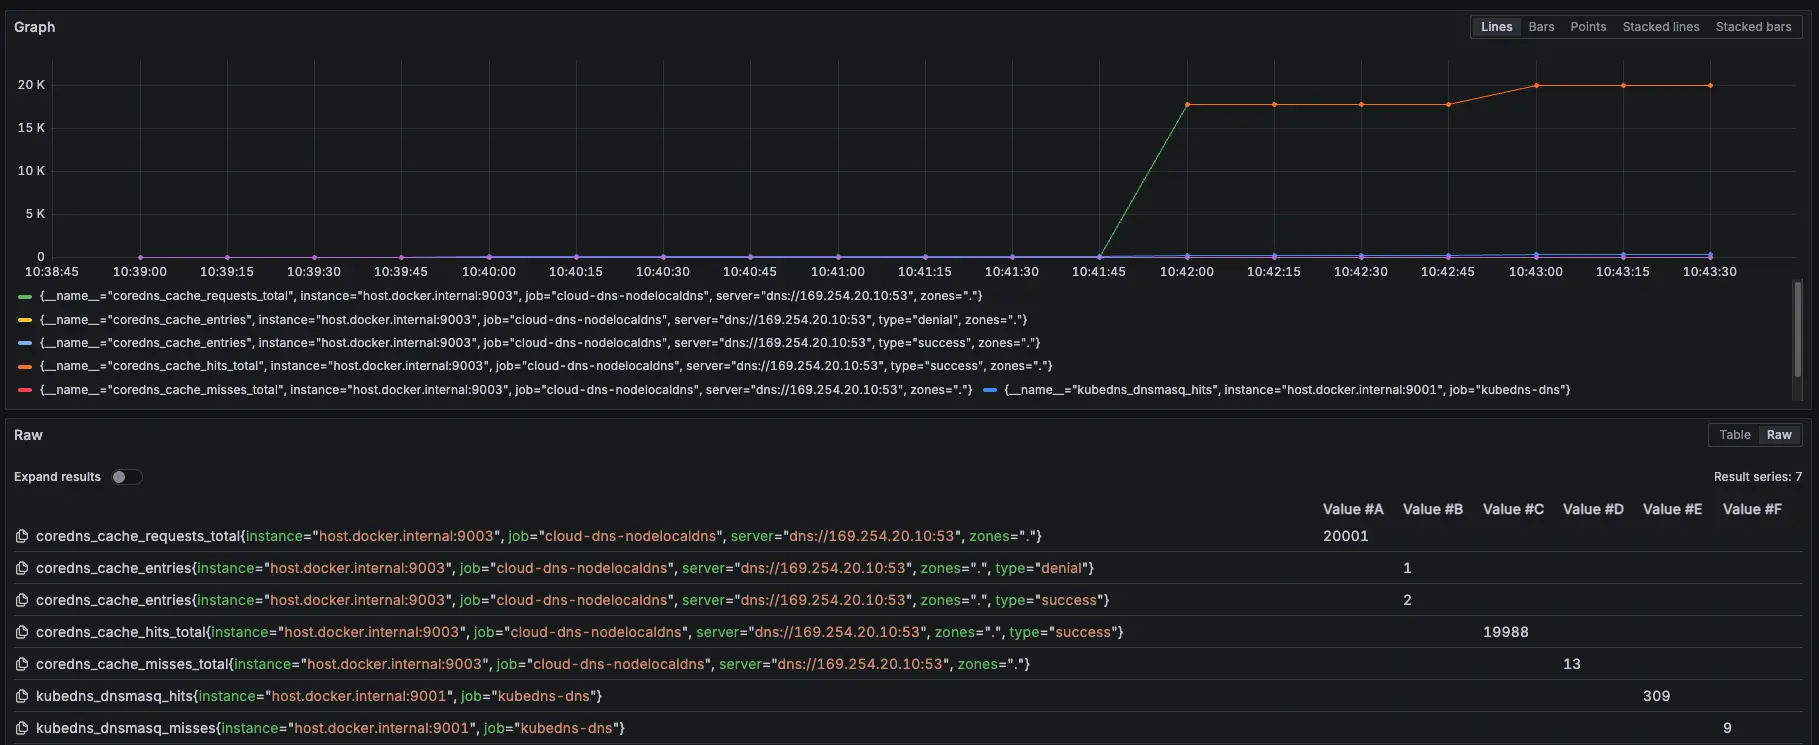 Graph
Lines Bars Points Stacked lines Stacked bars
20 K
15 K
10 K
5 K
0
10:38:45 10:39:00 10:39:15 10:39:30 10:39:45 10:40:00 10:40:15 10:40:30 10:40:45 10:41:00 10:41:15 10:41:30 10:41:45 10:42:00 10:42:15 10:42:30 10:42:45 10:43:00 10:43:15 10:43:30
{__name__="coredns_cache_requests_total", instance="host.docker.internal:9003", job="cloud-dns-nodelocaldns", server="dns://169.254.20.10:53", zones="."}
{__name__="coredns_cache_entries", instance="host.docker.internal:9003", job="cloud-dns-nodelocaldns", server="dns://169.254.20.10:53", type="denial", zones="."}
{__name__="coredns_cache_entries", instance="host.docker.internal:9003", job="cloud-dns-nodelocaldns", server="dns://169.254.20.10:53", type="success", zones="."}
{__name__="coredns_cache_hits_total", instance="host.docker.internal:9003", job="cloud-dns-nodelocaldns", server="dns://169.254.20.10:53", type="success", zones="."}
{__name__="coredns_cache_misses_total", instance="host.docker.internal:9003", job="cloud-dns-nodelocaldns", server="dns://169.254.20.10:53", zones="."} {__name__="kubedns_dnsmasq_hits", instance="host.docker.internal:9001", job="kubedns-dns"}
Raw
Table Raw
Expand results
Result series: 7
Value #A Value #B Value #C Value #D Value #E Value #F
coredns_cache_requests_total{instance="host.docker.internal:9003", job="cloud-dns-nodelocaldns", server="dns://169.254.20.10:53", zones="."} 20001
coredns_cache_entries{instance="host.docker.internal:9003", job="cloud-dns-nodelocaldns", server="dns://169.254.20.10:53", zones=".", type="denial"} 1
coredns_cache_entries{instance="host.docker.internal:9003", job="cloud-dns-nodelocaldns", server="dns://169.254.20.10:53", zones=".", type="success"} 2
coredns_cache_hits_total{instance="host.docker.internal:9003", job="cloud-dns-nodelocaldns", server="dns://169.254.20.10:53", zones=".", type="success"} 19988
coredns_cache_misses_total{instance="host.docker.internal:9003", job="cloud-dns-nodelocaldns", server="dns://169.254.20.10:53", zones="."} 13
kubedns_dnsmasq_hits{instance="host.docker.internal:9001", job="kubedns-dns"} 309
kubedns_dnsmasq_misses{instance="host.docker.internal:9001", job="kubedns-dns"} 9